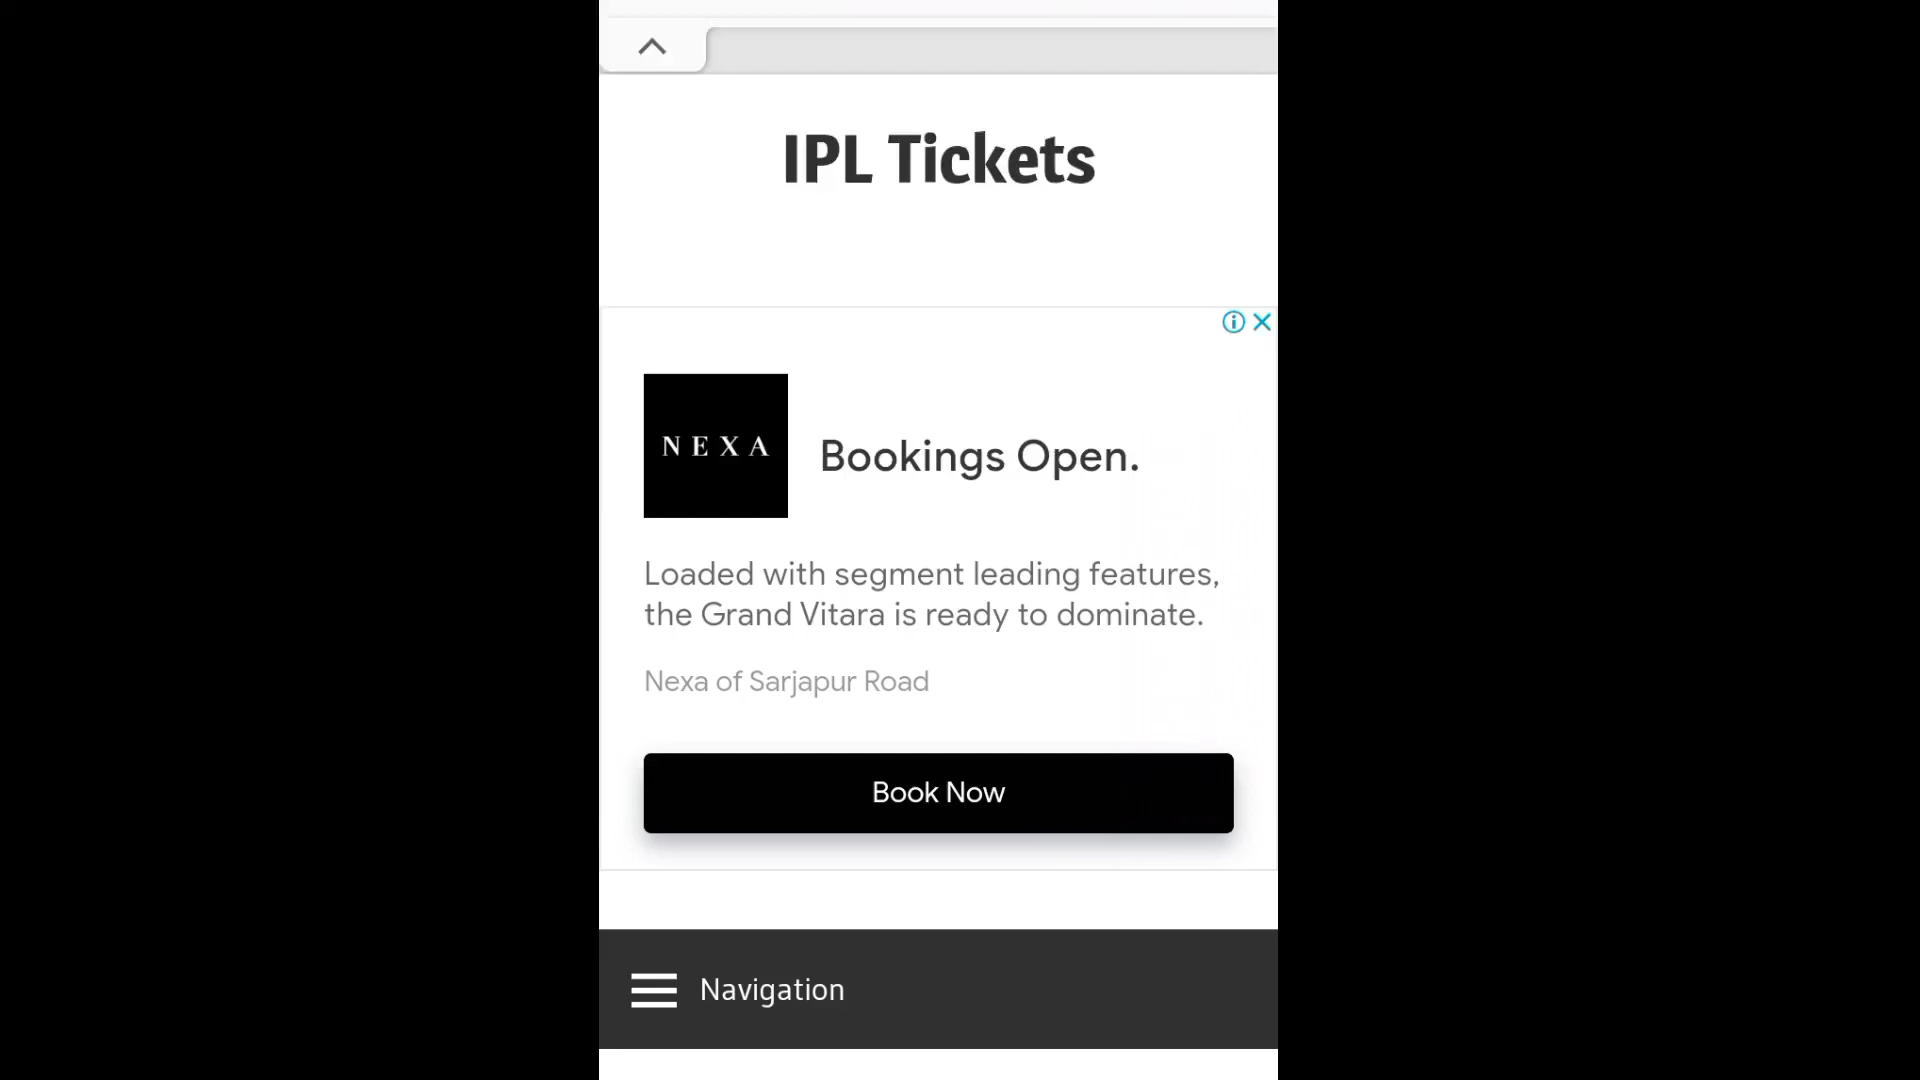 IPL Tickets
NEXA
Bookings Open.
Loaded with segment leading features,
the Grand Vitara is ready to dominate.
Nexa of Sarjapur Road
Book Now
Navigation